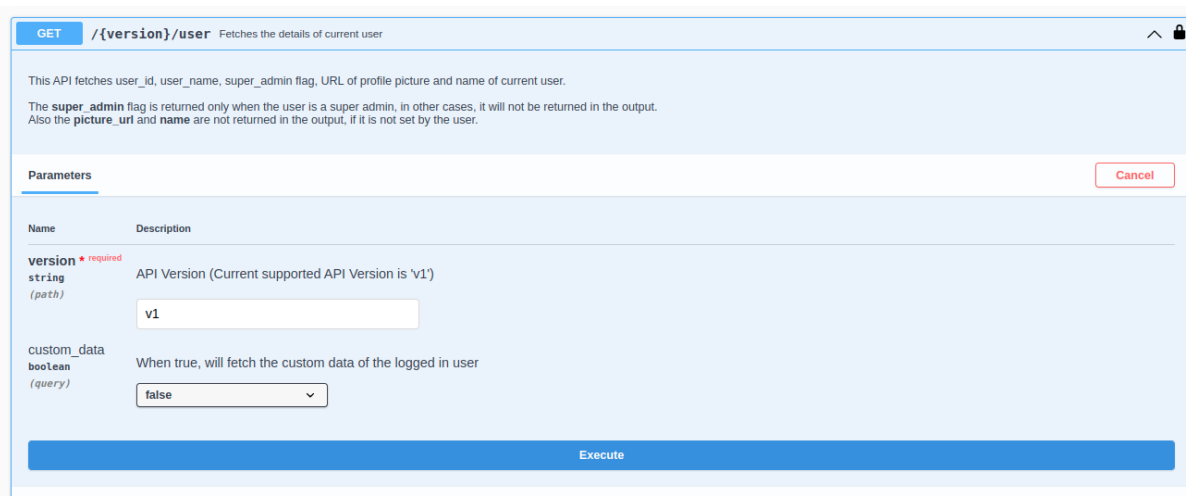 GET /{version}/user Fetches the details of current user
This API fetches user_id, user_name, super_admin flag, URL of profile picture and name of current user.
The super_admin flag is returned only when the user is a super admin, in other cases, it will not be returned in the output.
Also the picture_url and name are not returned in the output, if it is not set by the user.
Parameters
Cancel
Name Description
version * required
string
(path)
API Version (Current supported API Version is 'v1')
v1
custom_data
boolean
(query)
When true, will fetch the custom data of the logged in user
false
Execute